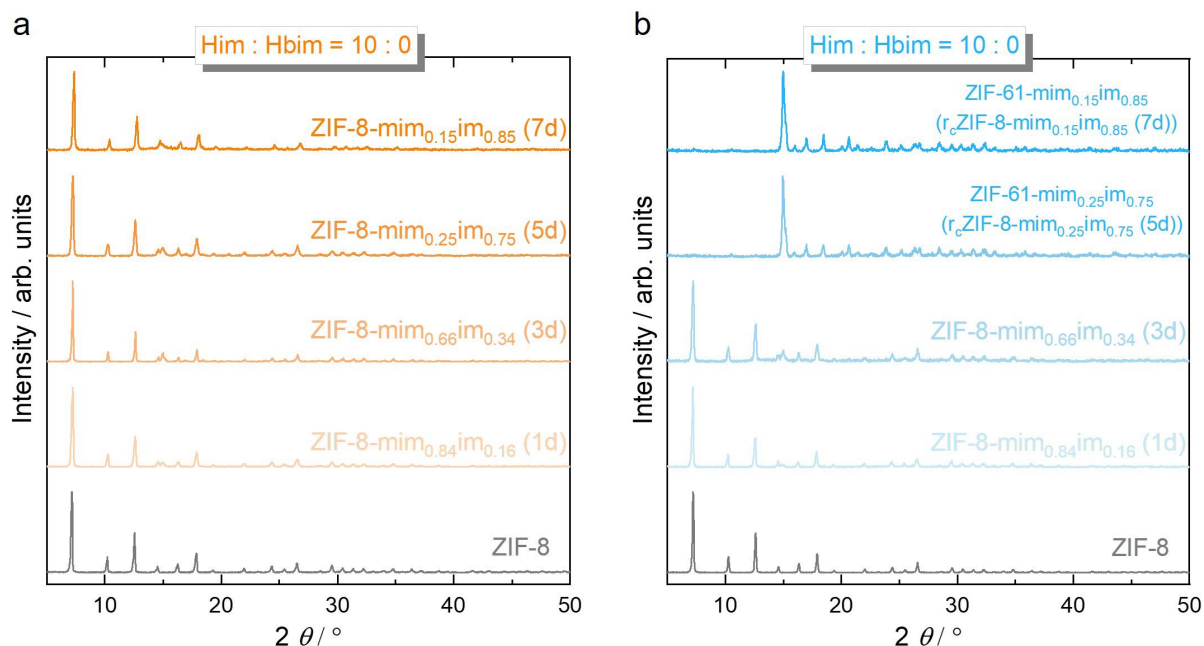 a
Him : Hbim = 10 : 0
ZIF-8-mim0.15im0.85 (7d)
ZIF-8-mim0.25im0.75 (5d)
ZIF-8-mim0.66im0.34 (3d)
ZIF-8-mim0.84im0.16 (1d)
ZIF-8
Intensity / arb. units
10 20 30 40 50
2 θ / °
b
Him : Hbim = 10 : 0
ZIF-61-mim0.15im0.85
(rcZIF-8-mim0.15im0.85 (7d))
ZIF-61-mim0.25im0.75
(rcZIF-8-mim0.25im0.75 (5d))
ZIF-8-mim0.66im0.34 (3d)
ZIF-8-mim0.84im0.16 (1d)
ZIF-8
Intensity / arb. units
10 20 30 40 50
2 θ / °